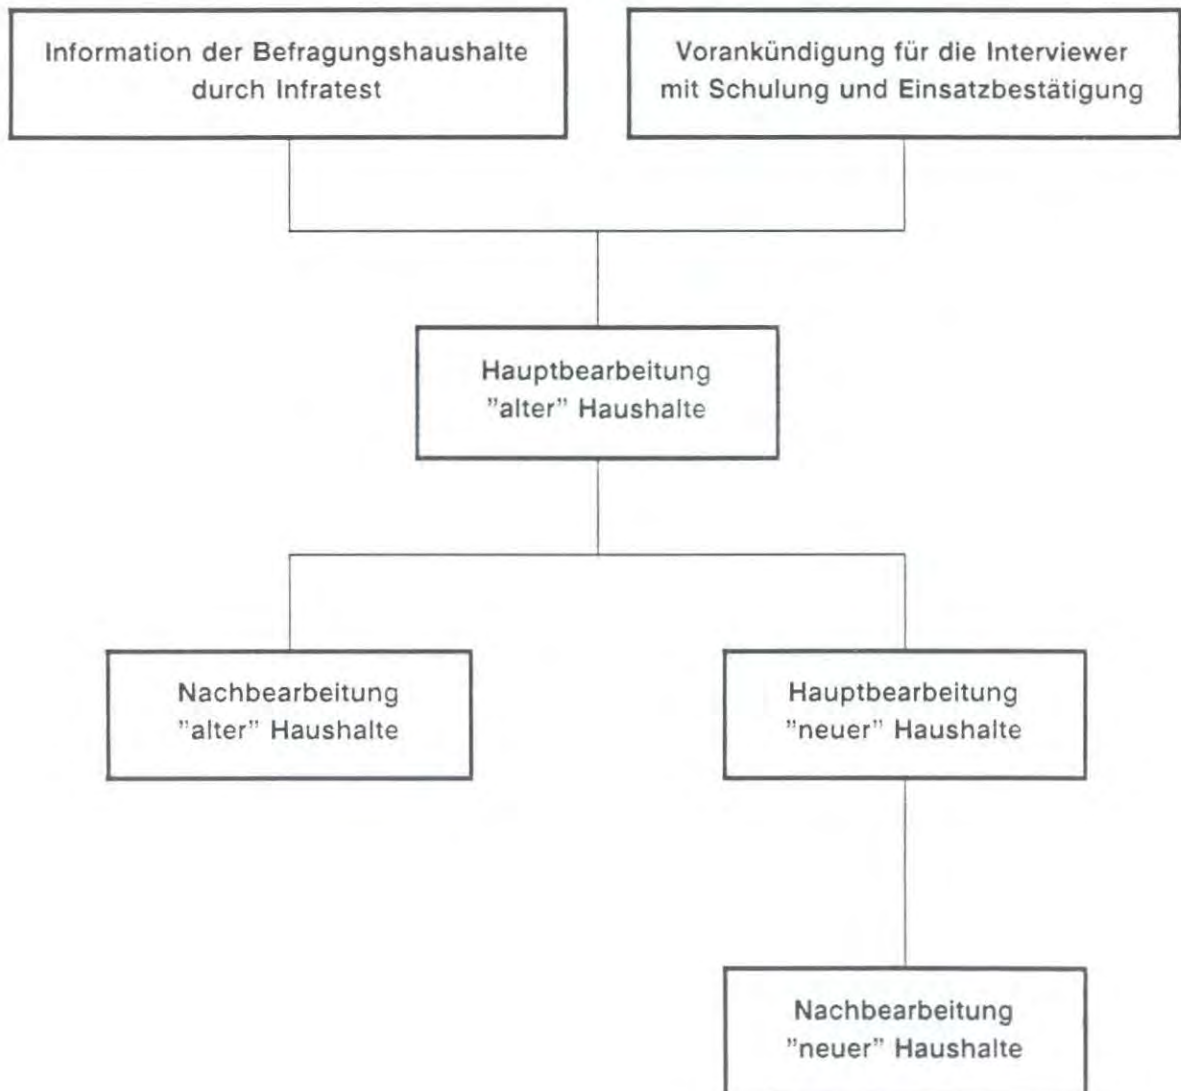 Information der Befragungshaushalte
durch Infratest
Vorankündigung für die Interviewer
mit Schulung und Einsatzbestätigung
Hauptbearbeitung
"alter" Haushalte
Nachbearbeitung
"alter" Haushalte
Hauptbearbeitung
"neuer" Haushalte
Nachbearbeitung
"neuer" Haushalte